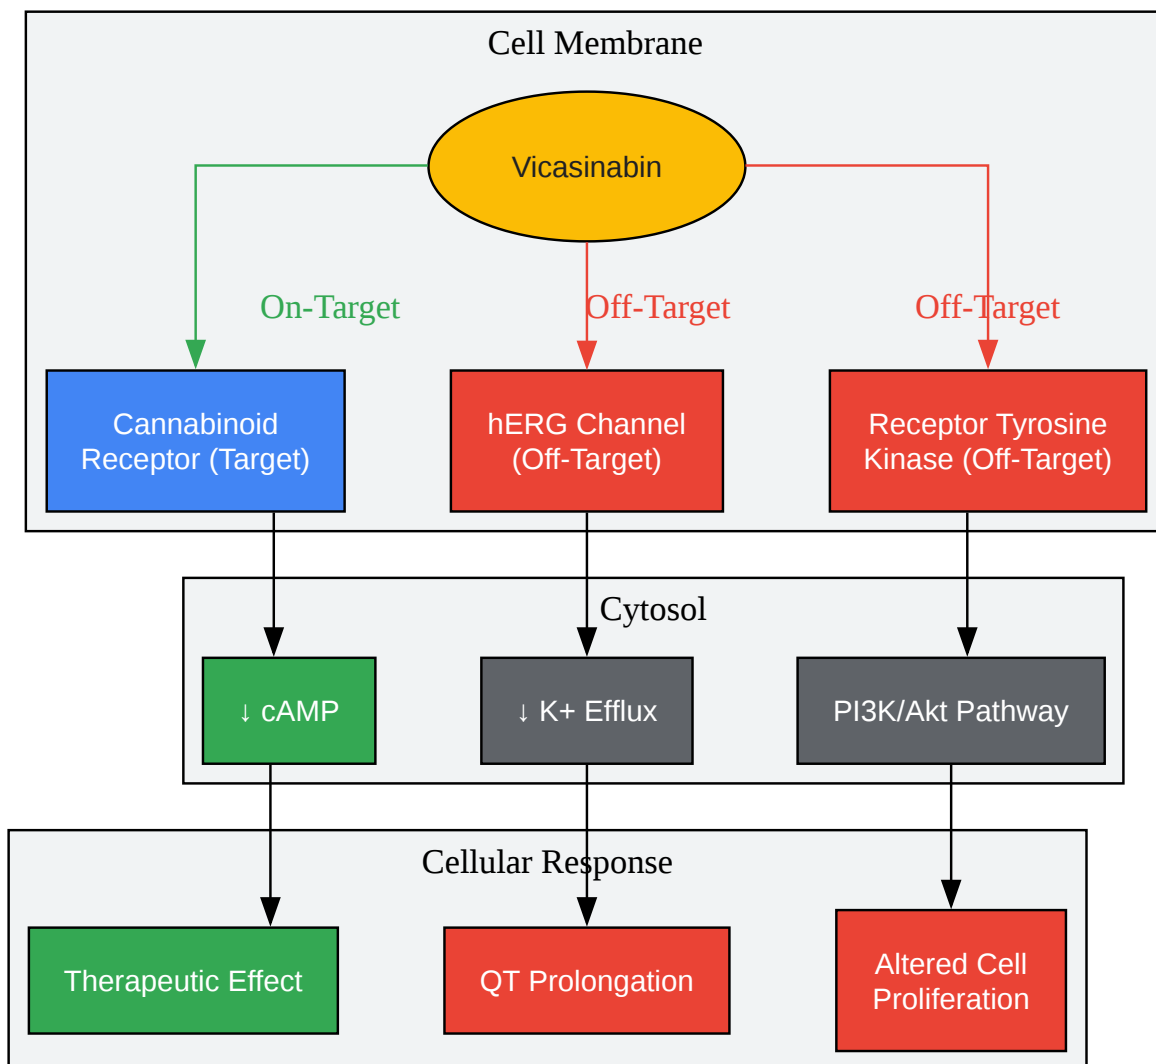 Cell Membrane
Vicasinabin
On-Target
Off-Target
Off-Target
Cannabinoid
Receptor (Target)
hERG Channel
(Off-Target)
Receptor Tyrosine
Kinase (Off-Target)
Cytosol
↓ cAMP
↓ K+ Efflux
PI3K/Akt Pathway
Cellular Response
Therapeutic Effect
QT Prolongation
Altered Cell
Proliferation